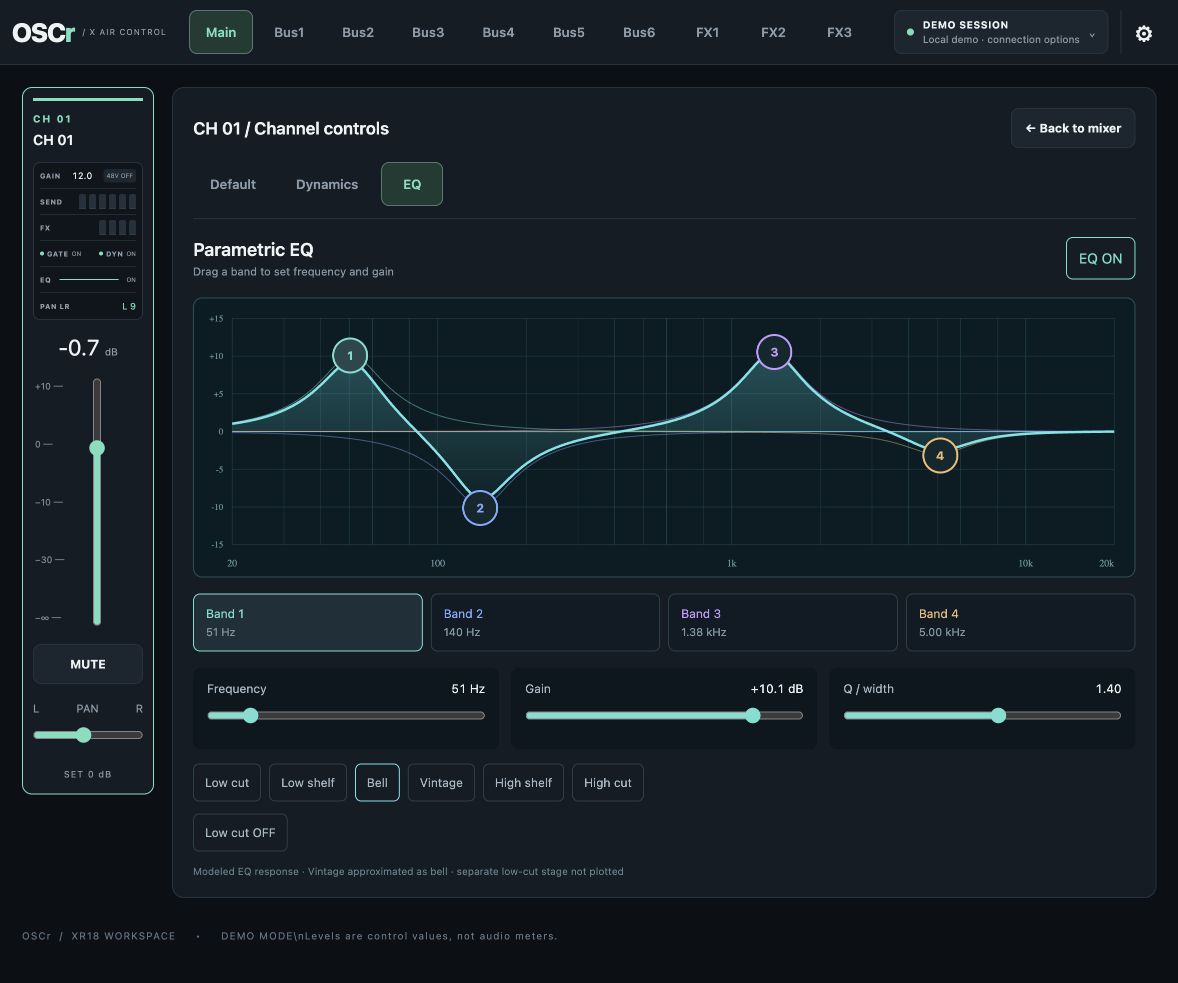 OSCr / X AIR CONTROL
Main Bus1 Bus2 Bus3 Bus4 Bus5 Bus6 FX1 FX2 FX3
DEMO SESSION
Local demo · connection options
CH 01
CH 01
GAIN 12.0 48V OFF
SEND
FX
GATE ON DYN ON
EQ ON
PAN LR L 9
-0.7 dB
+10
0
−10
−30
−∞
MUTE
L PAN R
SET 0 dB
CH 01 / Channel controls
← Back to mixer
Default Dynamics EQ
Parametric EQ
Drag a band to set frequency and gain
EQ ON
+15
+10
+5
0
-5
-10
-15
1
2
3
4
20 100 1k 10k 20k
Band 1
51 Hz
Band 2
140 Hz
Band 3
1.38 kHz
Band 4
5.00 kHz
Frequency 51 Hz
Gain +10.1 dB
Q / width 1.40
Low cut Low shelf Bell Vintage High shelf High cut
Low cut OFF
Modeled EQ response · Vintage approximated as bell · separate low-cut stage not plotted
OSCr / XR18 WORKSPACE · DEMO MODE\nLevels are control values, not audio meters.